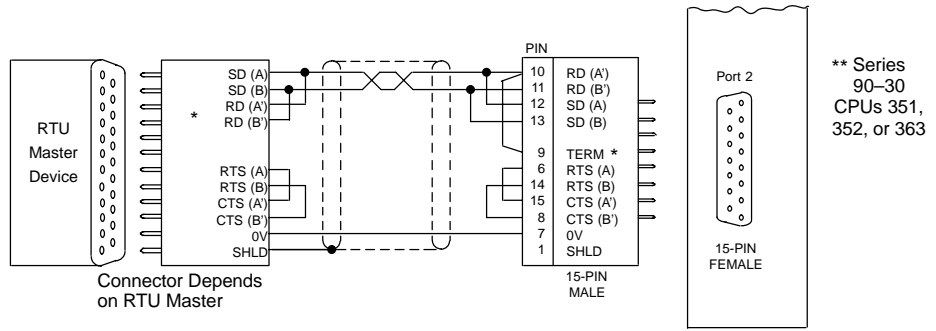 RTU
Master
Device
*
SD (A)
SD (B)
RD (A')
RD (B')
RTS (A)
RTS (B)
CTS (A')
CTS (B')
0V
SHLD
Connector Depends
on RTU Master
PIN
10 RD (A')
11 RD (B')
12 SD (A)
13 SD (B)
9 TERM *
6 RTS (A)
14 RTS (B)
15 CTS (A')
8 CTS (B')
7 0V
1 SHLD
15-PIN
MALE
Port 2
15-PIN
FEMALE
** Series
90–30
CPUs 351,
352, or 363